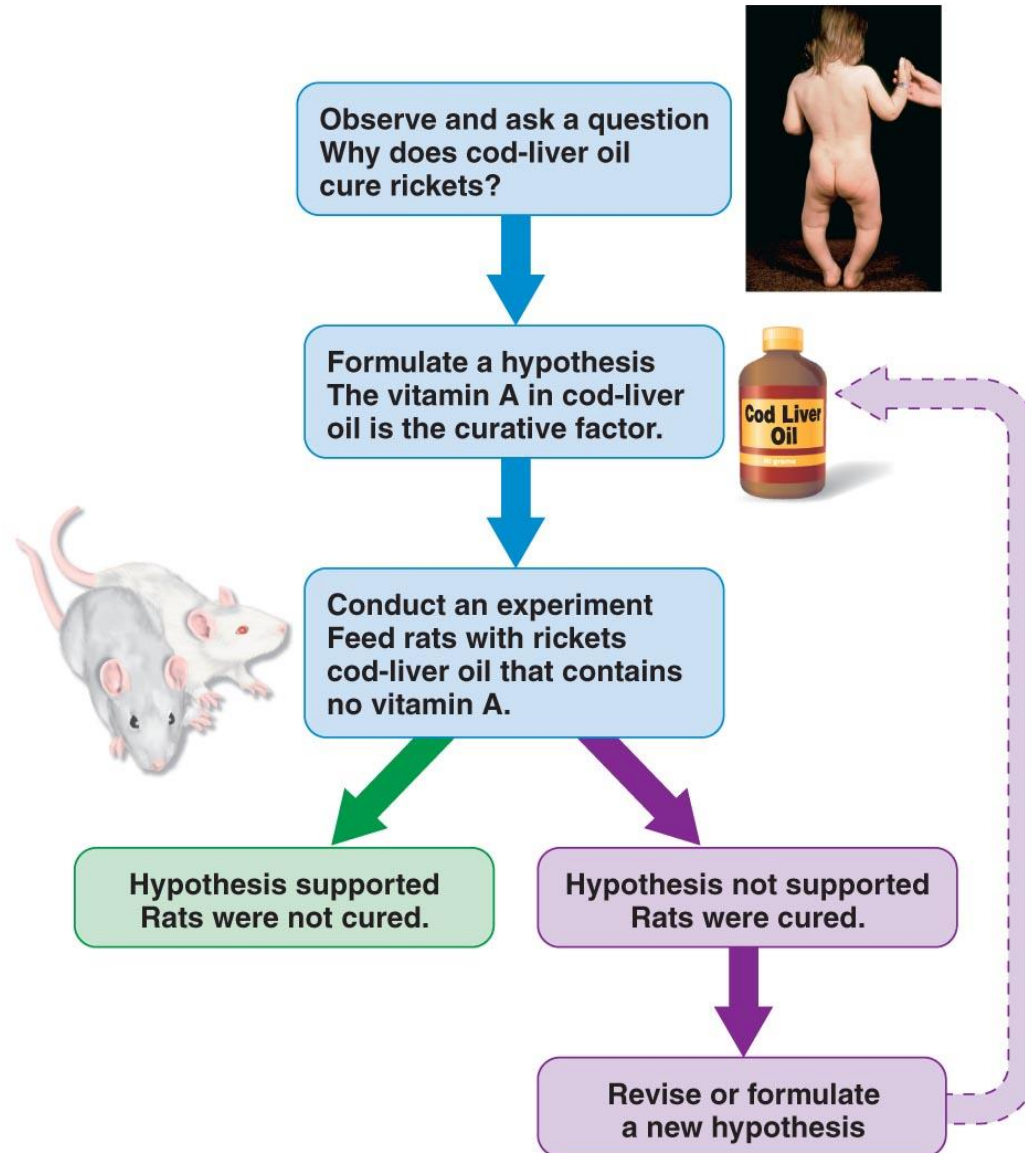 Observe and ask a question
Why does cod-liver oil
cure rickets?
Formulate a hypothesis
The vitamin A in cod-liver
oil is the curative factor.
Cod Liver
Oil
Conduct an experiment
Feed rats with rickets
cod-liver oil that contains
no vitamin A.
Hypothesis supported
Rats were not cured.
Hypothesis not supported
Rats were cured.
Revise or formulate
a new hypothesis